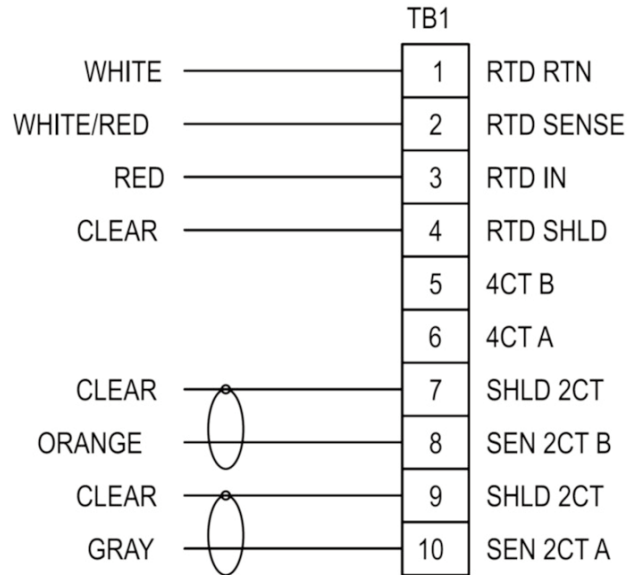 TB1
WHITE 1 RTD RTN
WHITE/RED 2 RTD SENSE
RED 3 RTD IN
CLEAR 4 RTD SHLD
5 4CT B
6 4CT A
CLEAR 7 SHLD 2CT
ORANGE 8 SEN 2CT B
CLEAR 9 SHLD 2CT
GRAY 10 SEN 2CT A